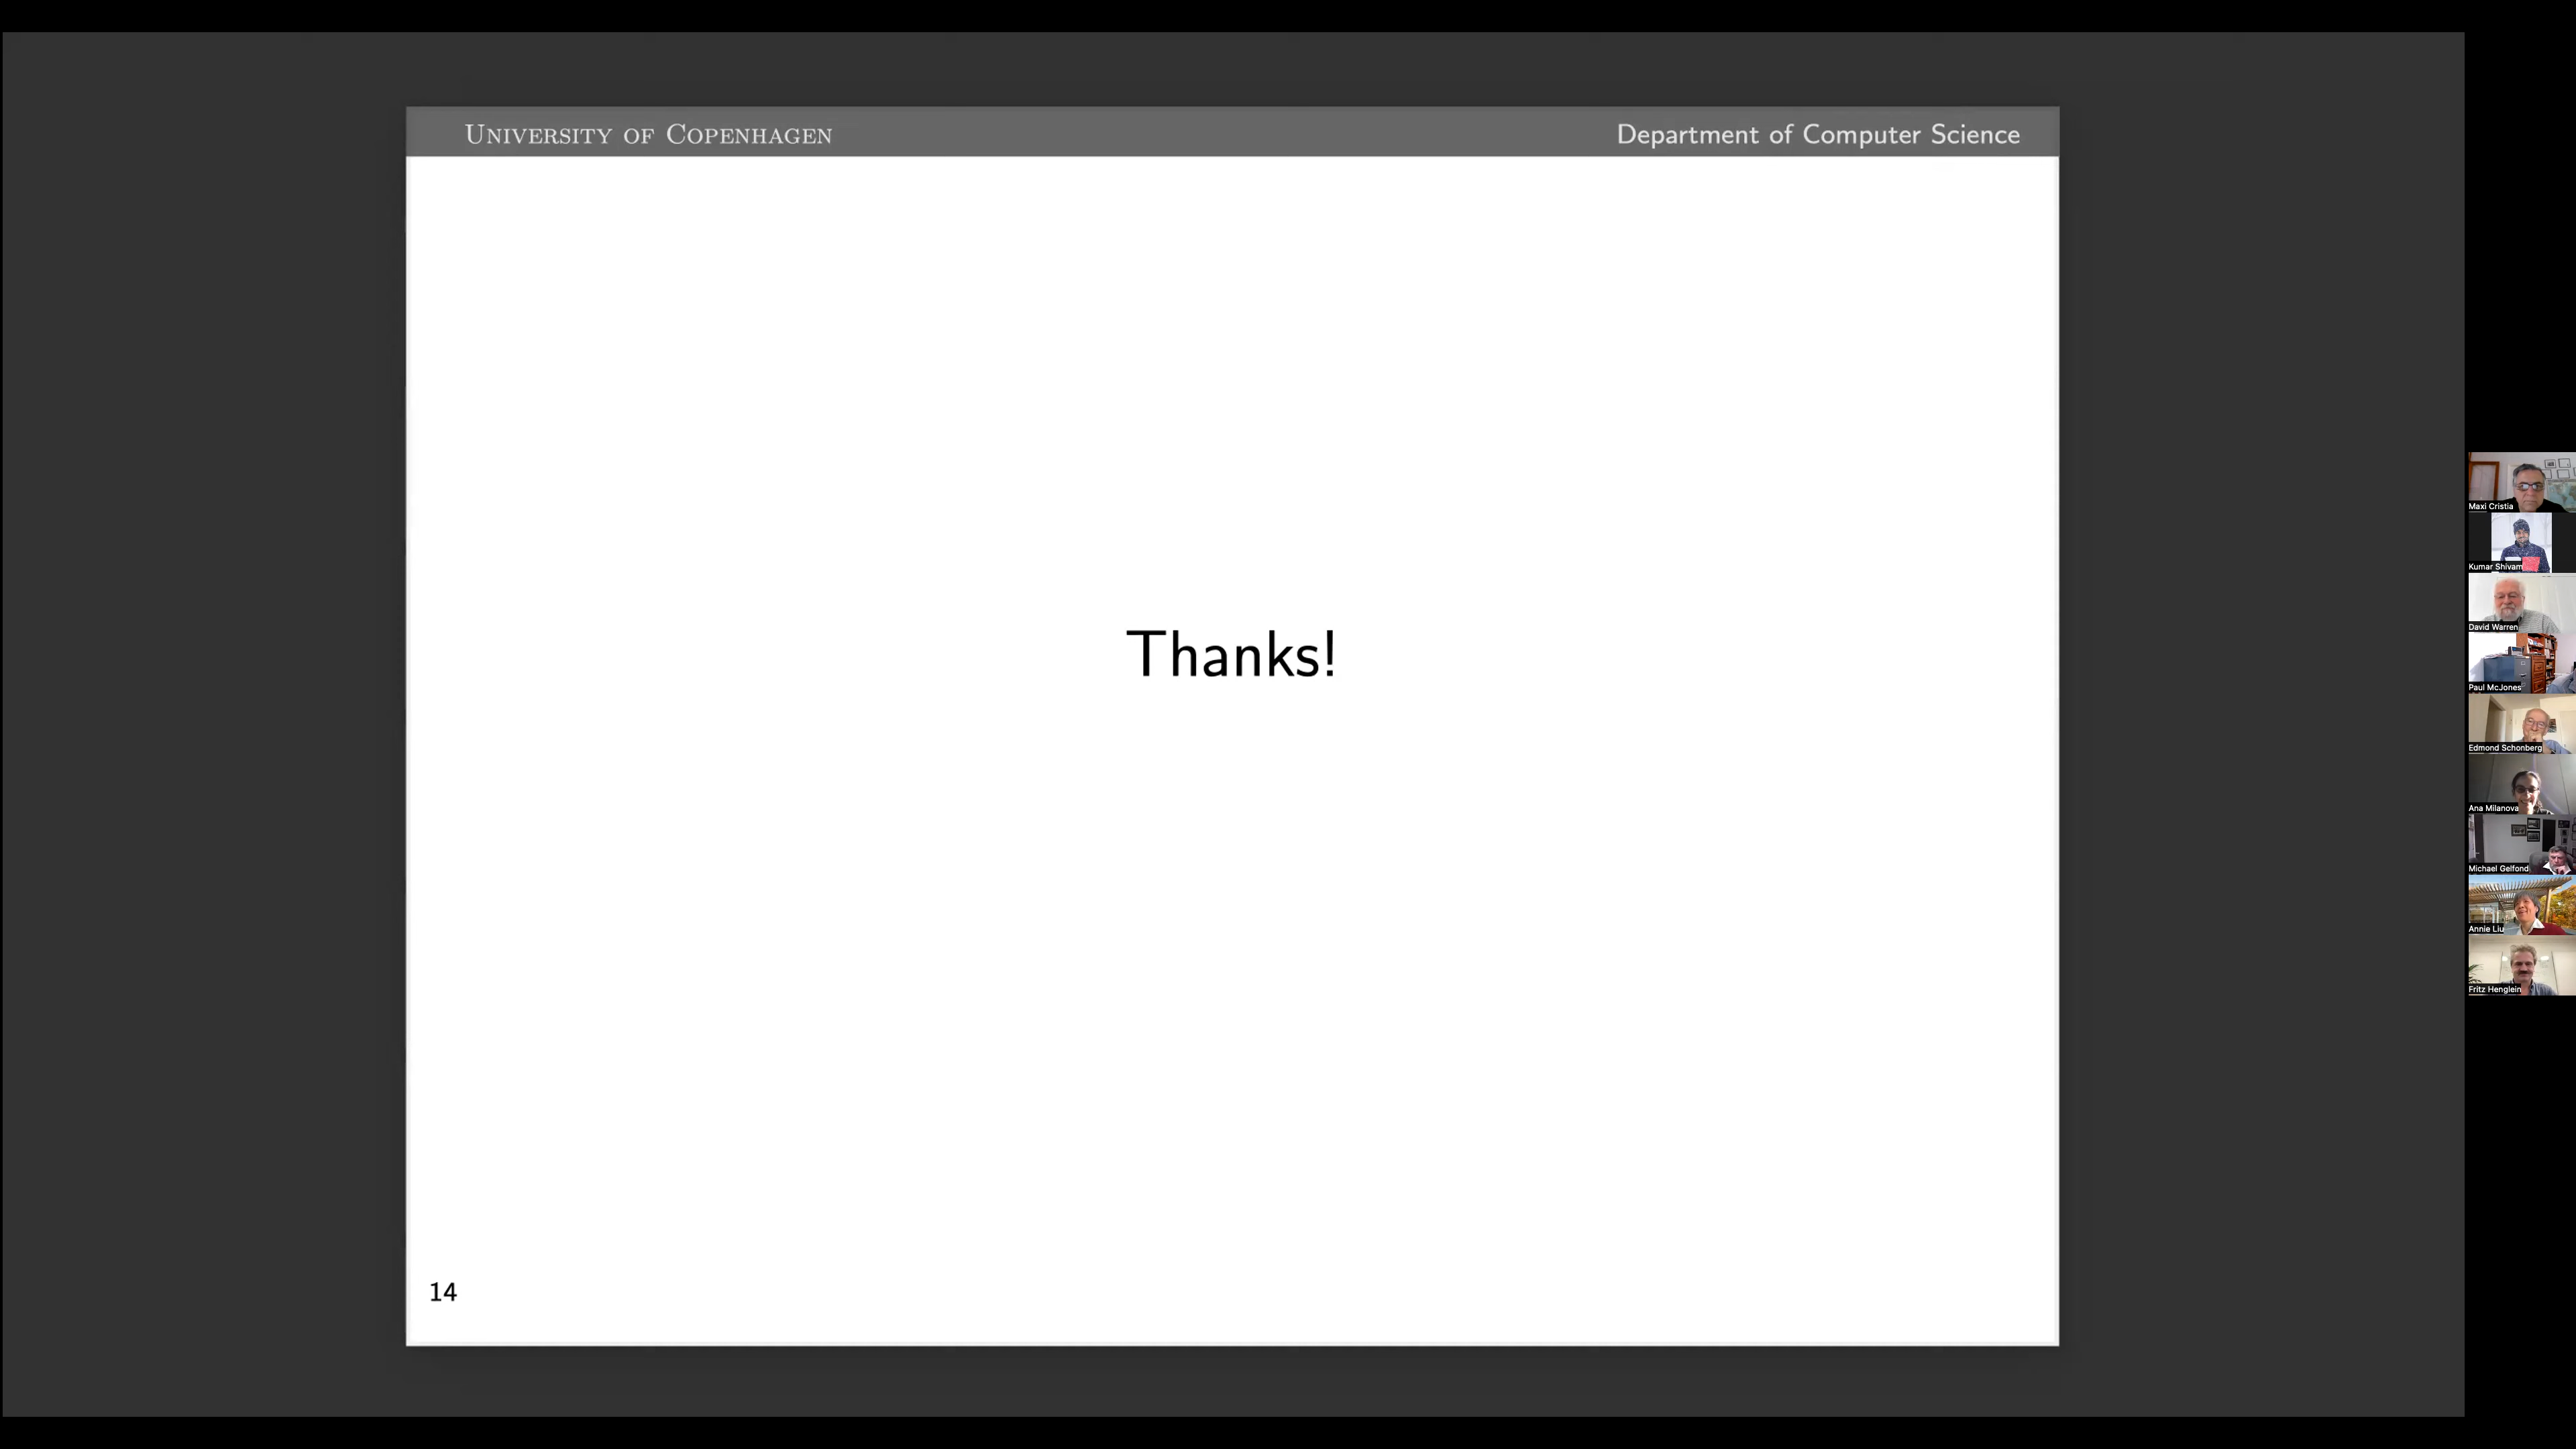 University of Copenhagen
Department of Computer Science
Thanks!
14
Maxi Cristia
Kumar Shivam
David Warren
Paul McJones
Edmond Schonberg
Ana Milanova
Michael Gelfond
Annie Liu
Fritz Henglein